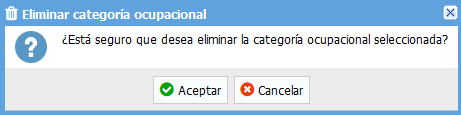 Eliminar categoría ocupacional
¿Está seguro que desea eliminar la categoría ocupacional seleccionada?
Aceptar
Cancelar